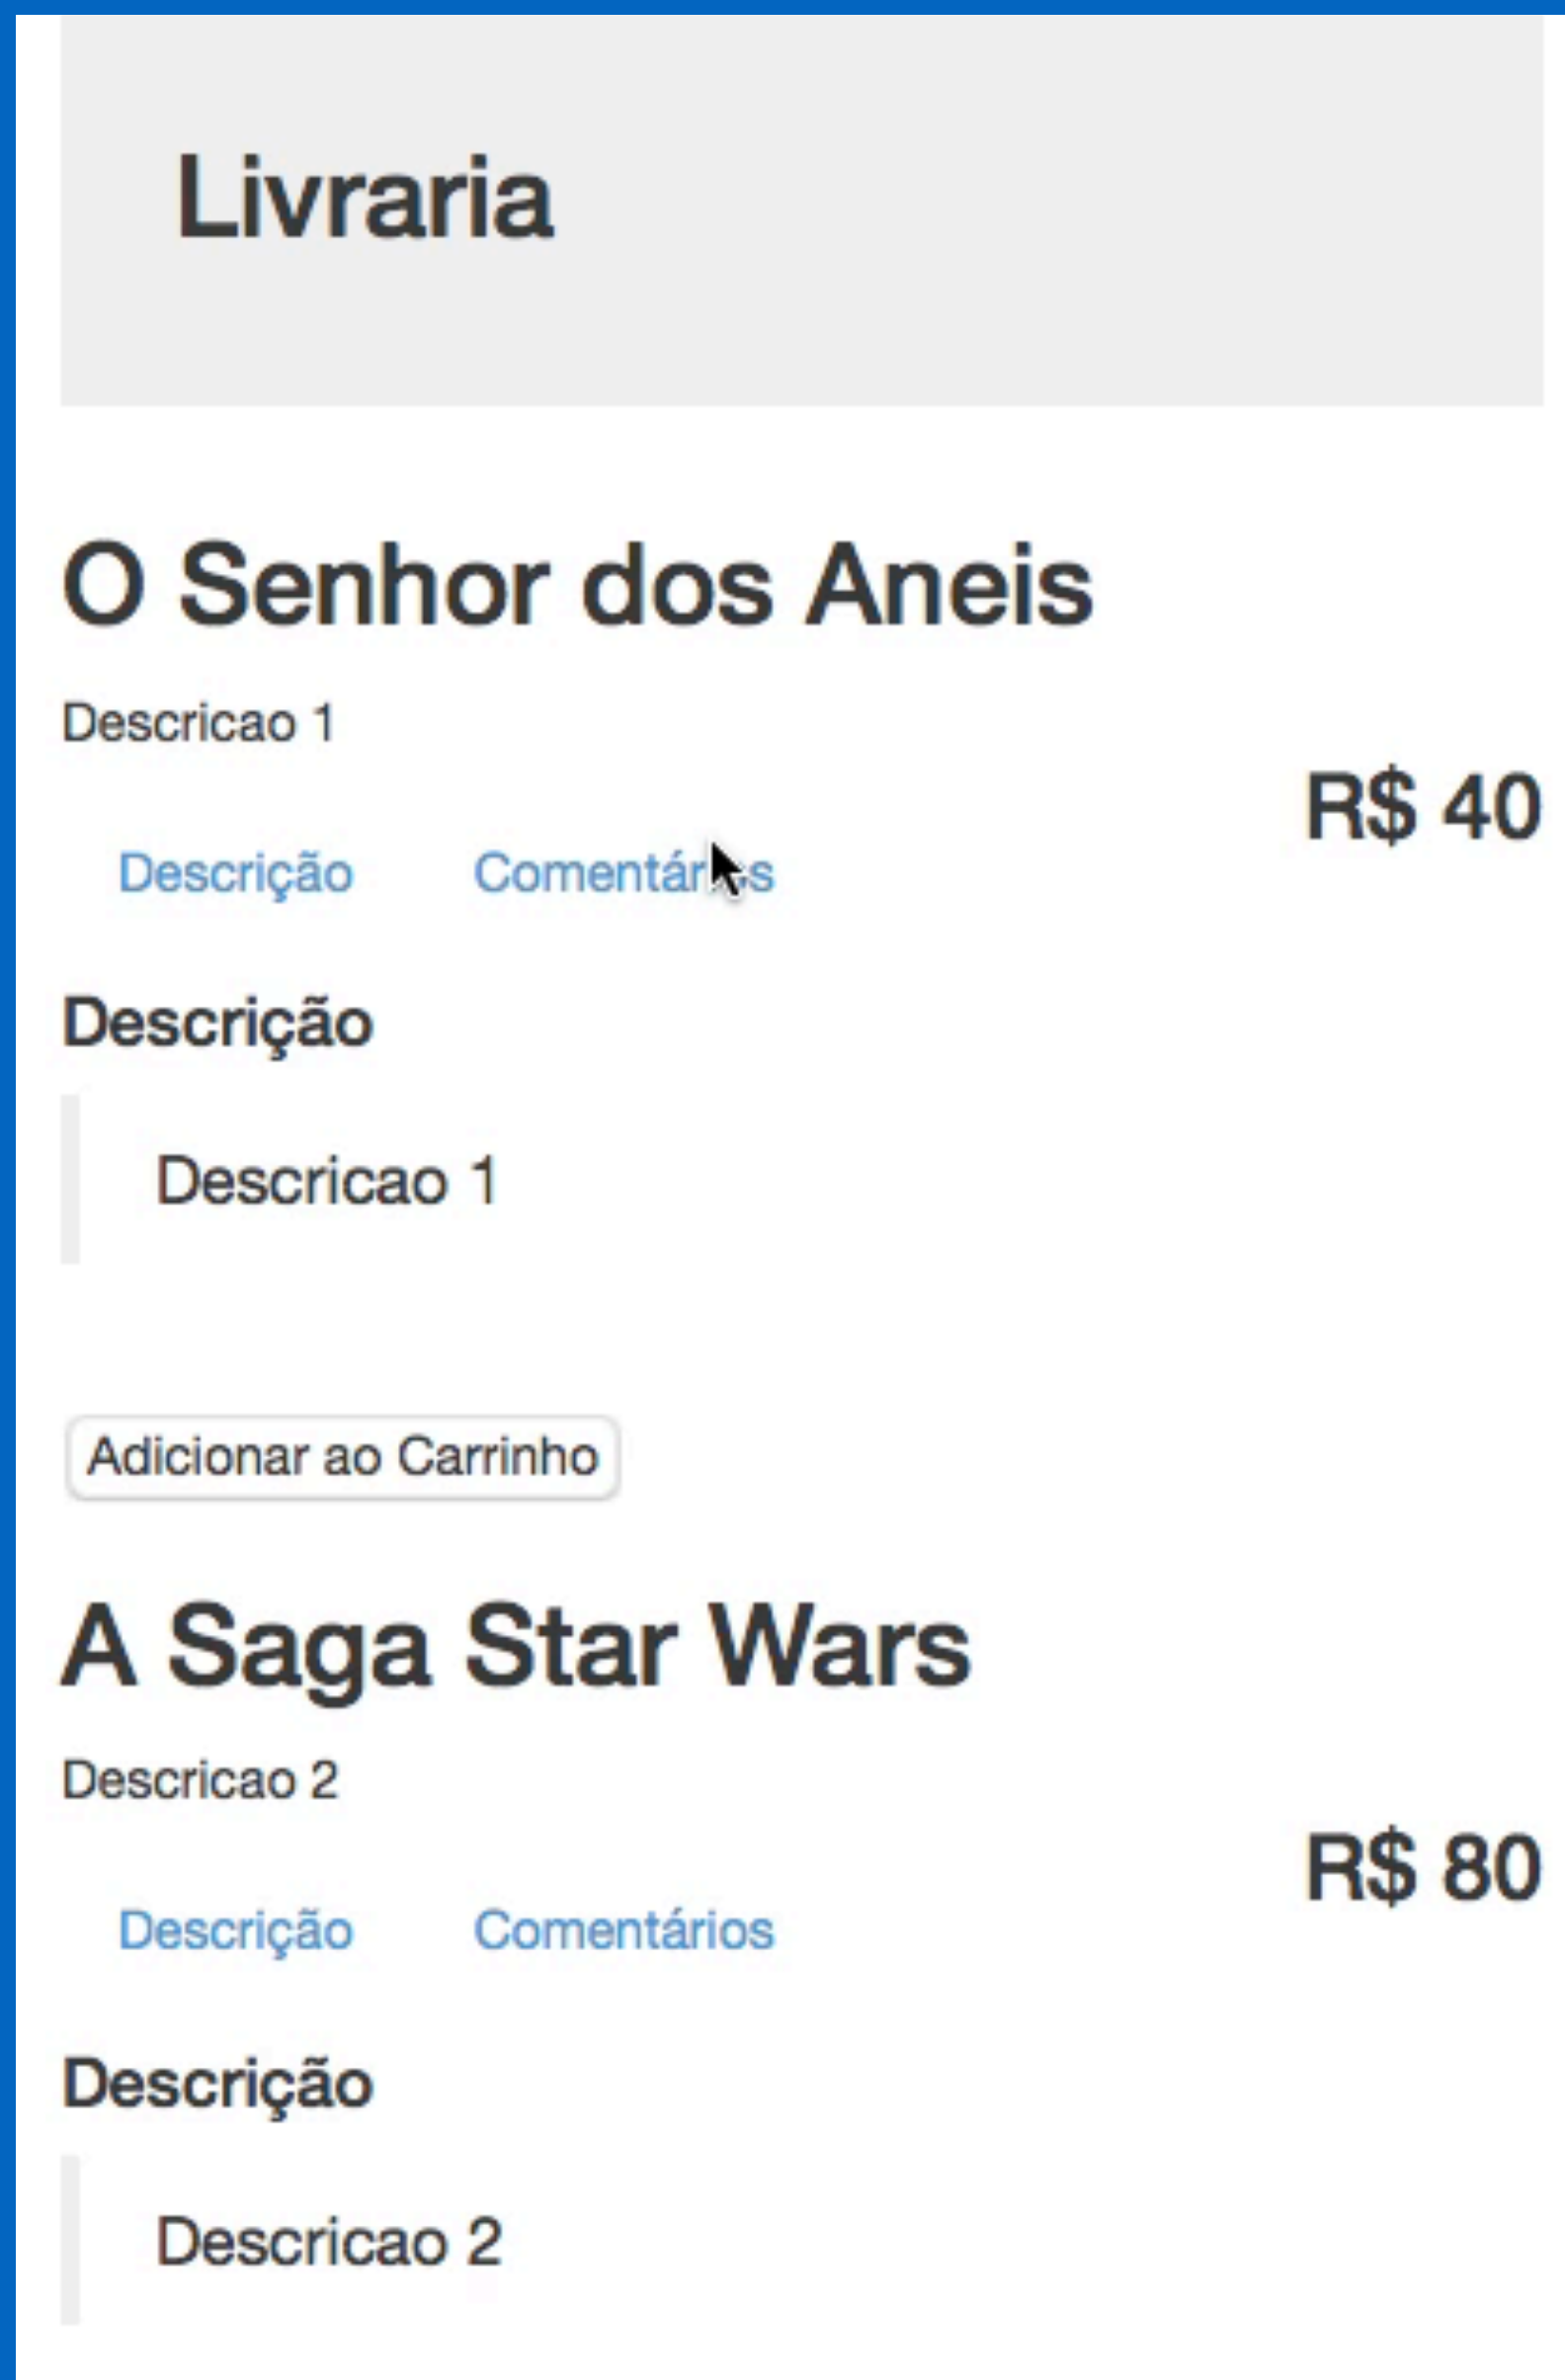 Livraria
O Senhor dos Aneis
Descricao 1
R$ 40
Descrição Comentários
Descrição
Descricao 1
Adicionar ao Carrinho
A Saga Star Wars
Descricao 2
R$ 80
Descrição Comentários
Descrição
Descricao 2